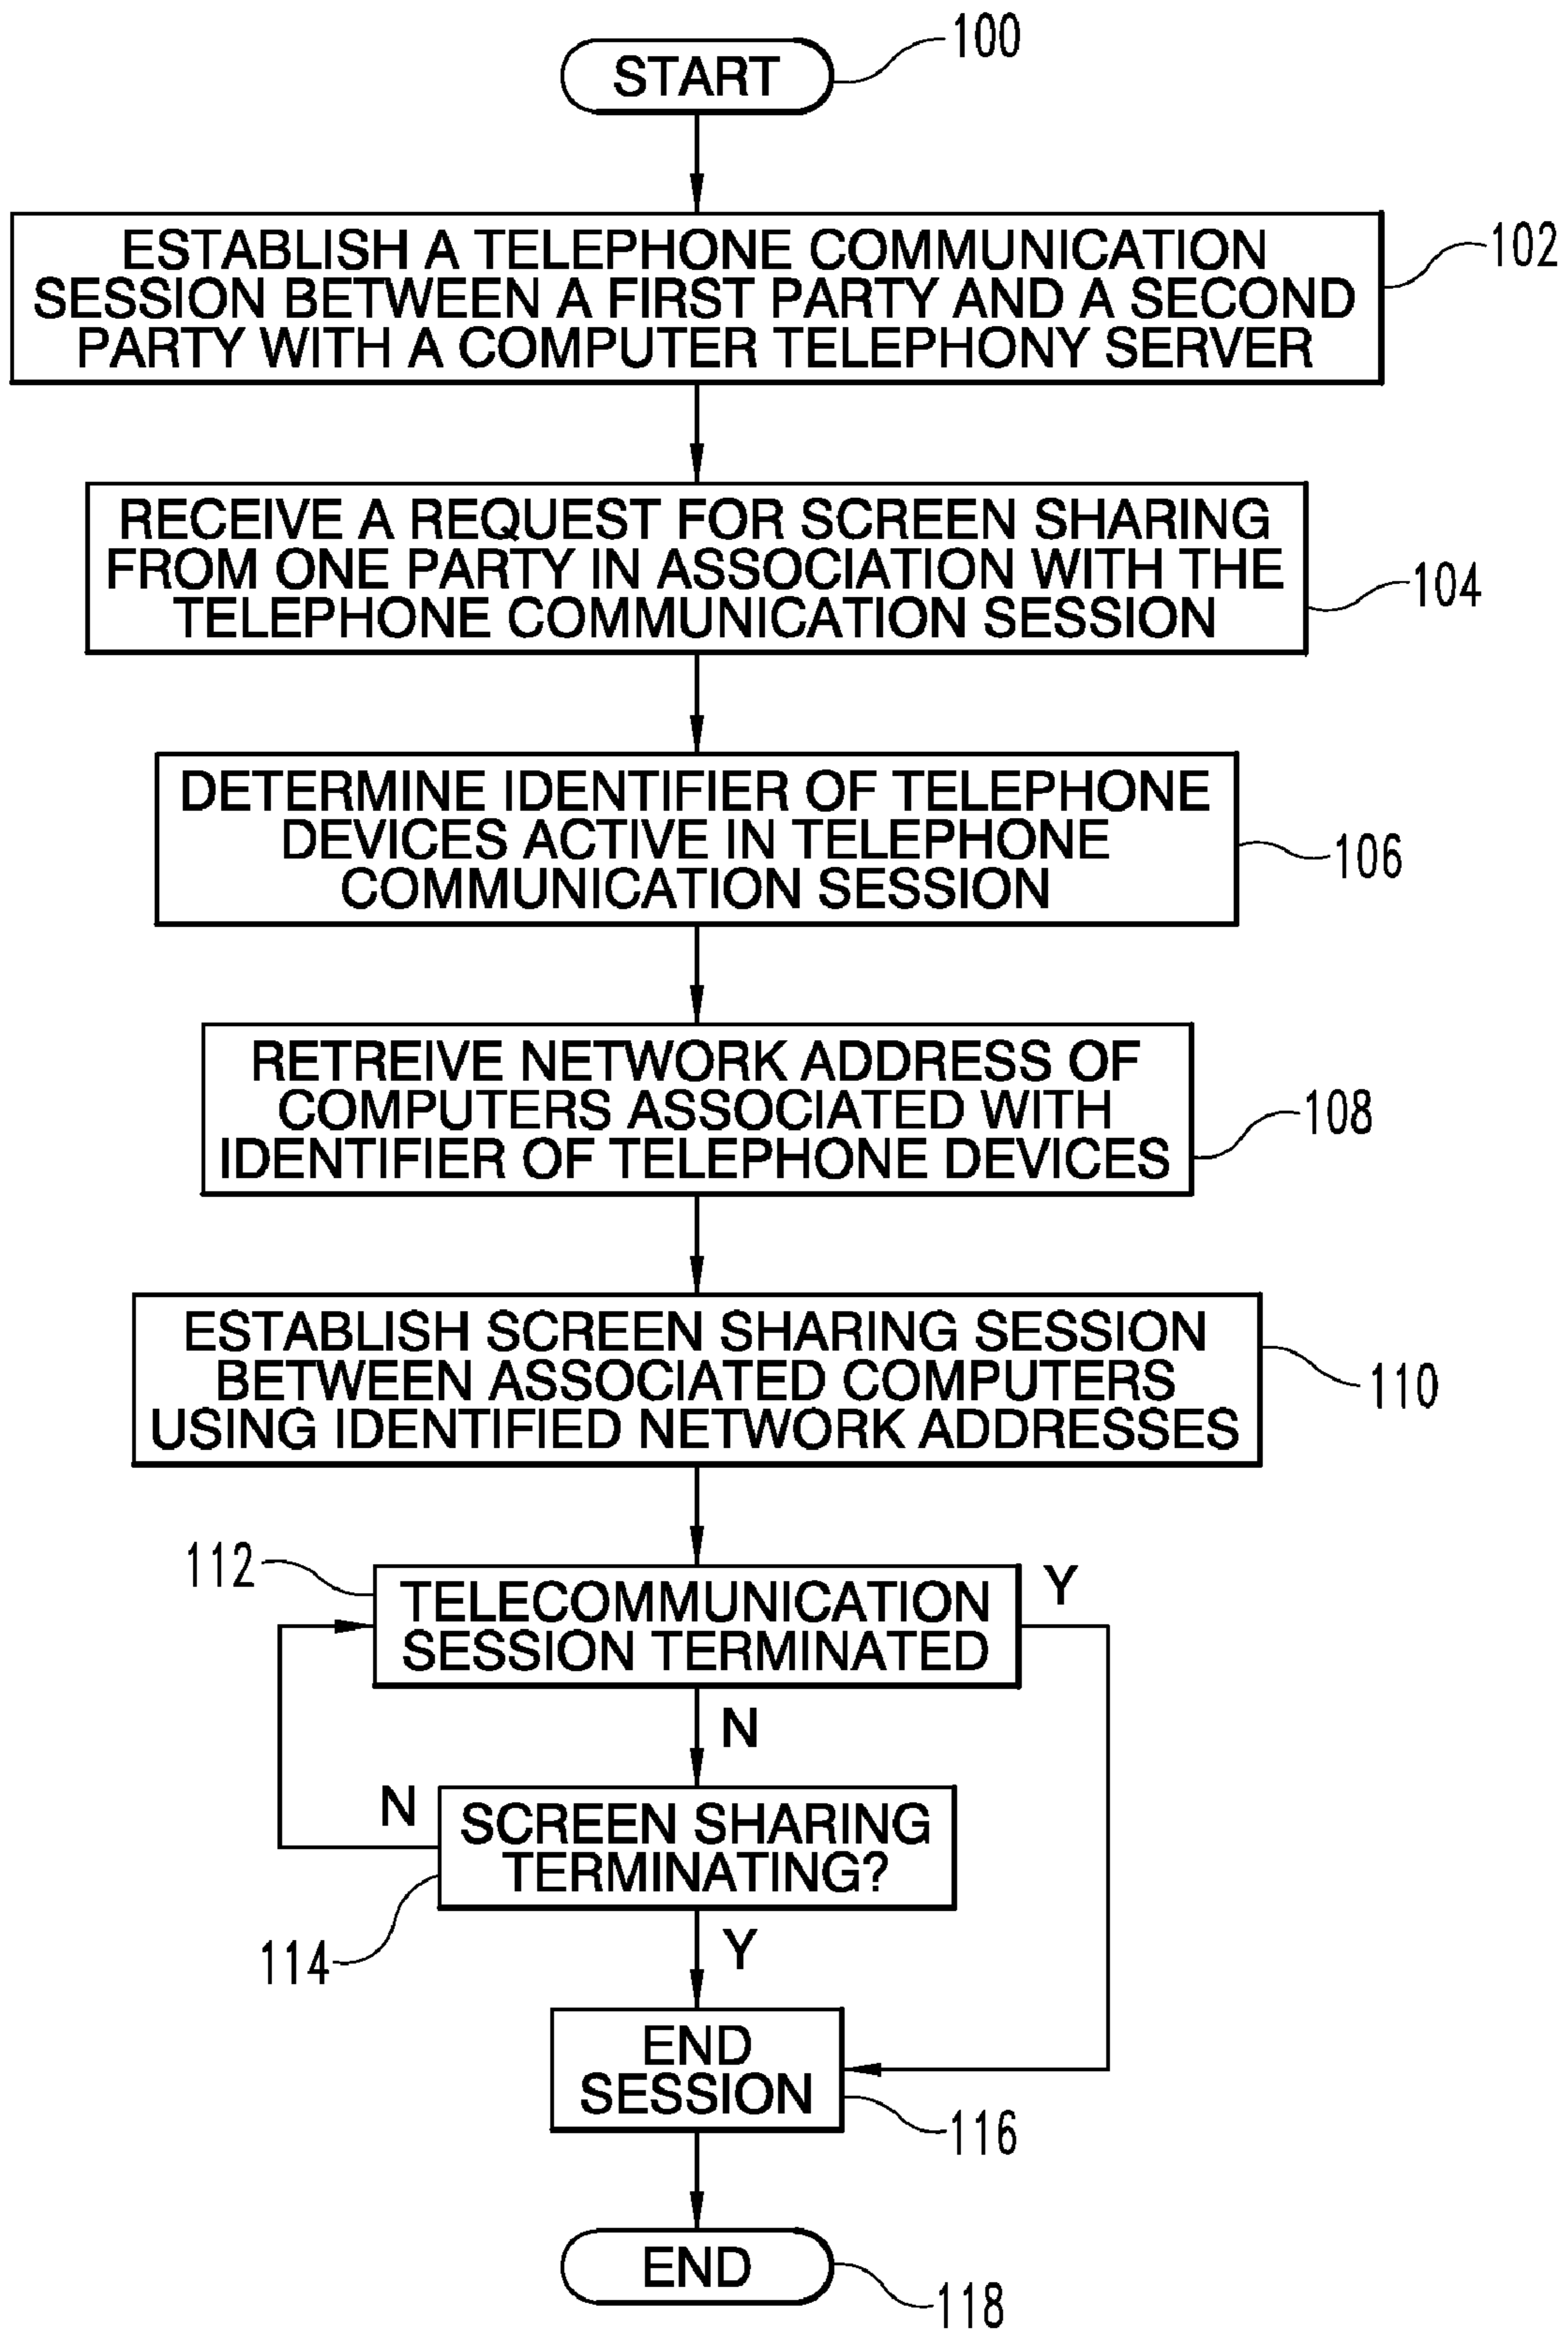 START
100
ESTABLISH A TELEPHONE COMMUNICATION
SESSION BETWEEN A FIRST PARTY AND A SECOND
PARTY WITH A COMPUTER TELEPHONY SERVER
102
RECEIVE A REQUEST FOR SCREEN SHARING
FROM ONE PARTY IN ASSOCIATION WITH THE
TELEPHONE COMMUNICATION SESSION
104
DETERMINE IDENTIFIER OF TELEPHONE
DEVICES ACTIVE IN TELEPHONE
COMMUNICATION SESSION
106
RETREIVE NETWORK ADDRESS OF
COMPUTERS ASSOCIATED WITH
IDENTIFIER OF TELEPHONE DEVICES
108
ESTABLISH SCREEN SHARING SESSION
BETWEEN ASSOCIATED COMPUTERS
USING IDENTIFIED NETWORK ADDRESSES
110
112
TELECOMMUNICATION
SESSION TERMINATED
Y
N
N
SCREEN SHARING
TERMINATING?
114
Y
END
SESSION
116
END
118